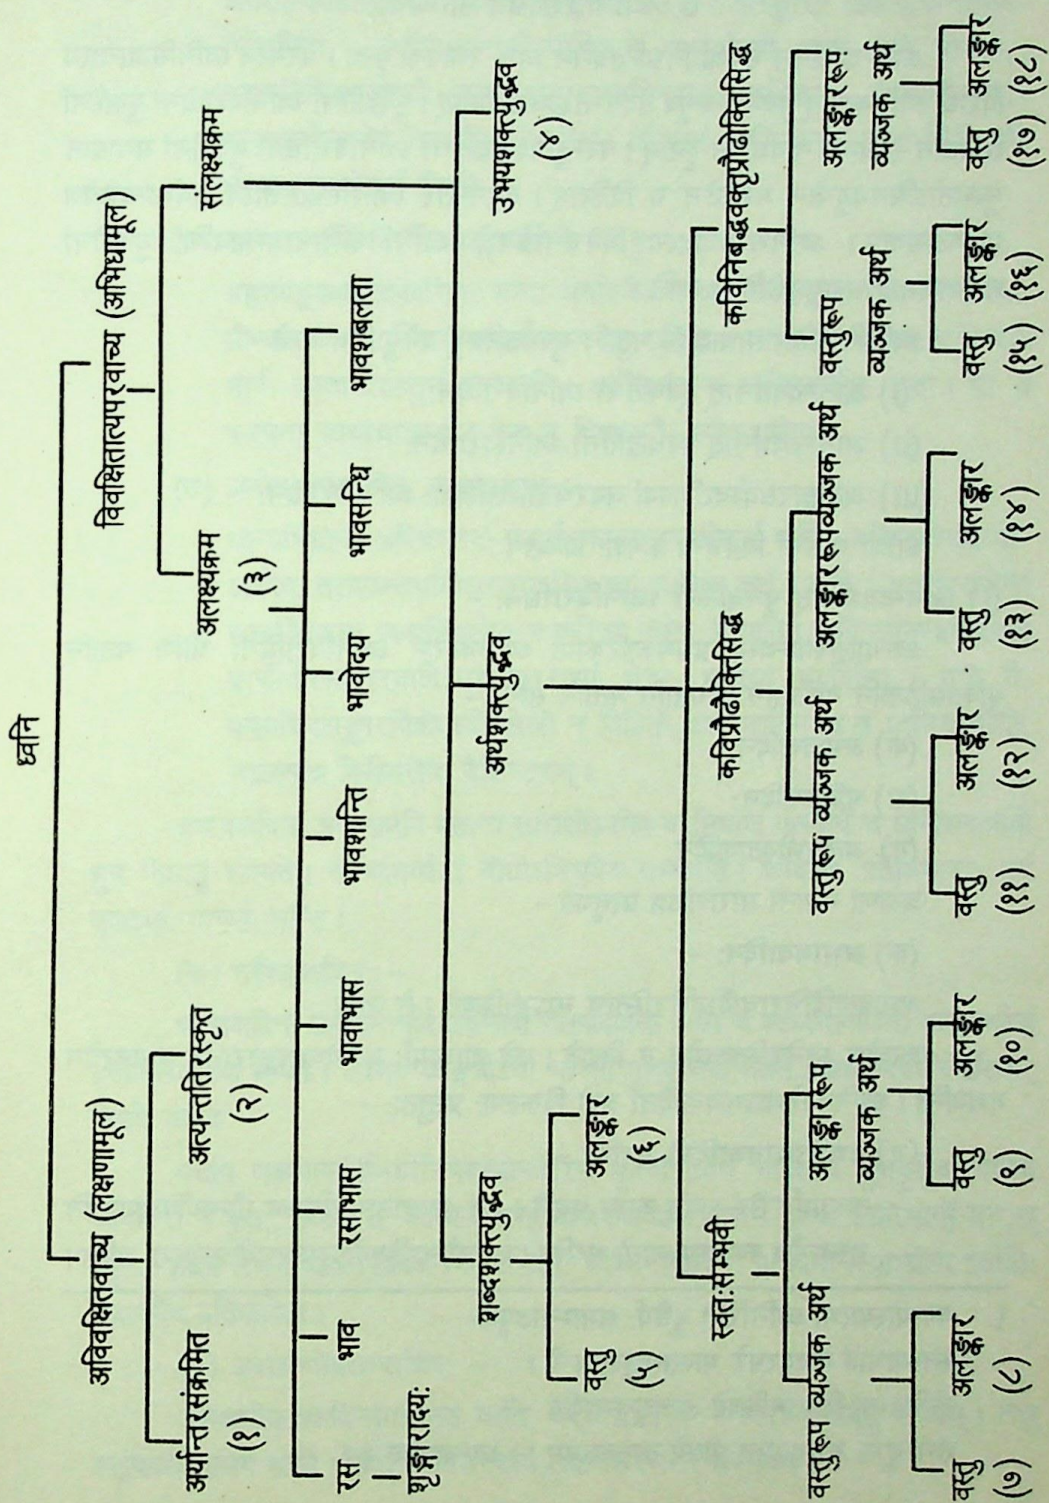 ध्वनि
अविवक्षितवाच्य (लक्षणामूल) विवक्षितात्यपरवाच्य (अभिधामूल)
अर्यान्तरसंक्रमित अत्यन्ततिरस्कृत अलक्ष्यक्रम संलक्ष्यक्रम
(१) (२) (३)
रस भाव रसाभास भावाभास भावशान्ति भावोदय भावसन्धि भावशबलता
शृङ्गारादयः
शब्दशक्त्युद्भव अर्यशक्त्युद्भव उभयशक्त्युद्भव
(४)
वस्तु अलङ्कार
(५) (६)
स्वतःसम्भवी कविप्रौढोक्तिसिद्ध कविनिबद्धवक्तृप्रौढोक्तिसिद्ध
वस्तुरूप व्यञ्जक अर्य अलङ्काररूप वस्तुरूप व्यञ्जक अर्य अलङ्काररूपव्यञ्जक अर्य वस्तुरूप अलङ्काररूप
व्यञ्जक अर्य व्यञ्जक अर्य व्यञ्जक अर्य
वस्तु अलङ्कार वस्तु अलङ्कार वस्तु अलङ्कार वस्तु अलङ्कार वस्तु अलङ्कार वस्तु अलङ्कार
(७) (८) (९) (१०) (११) (१२) (१३) (१४) (१५) (१६) (१७) (१८)